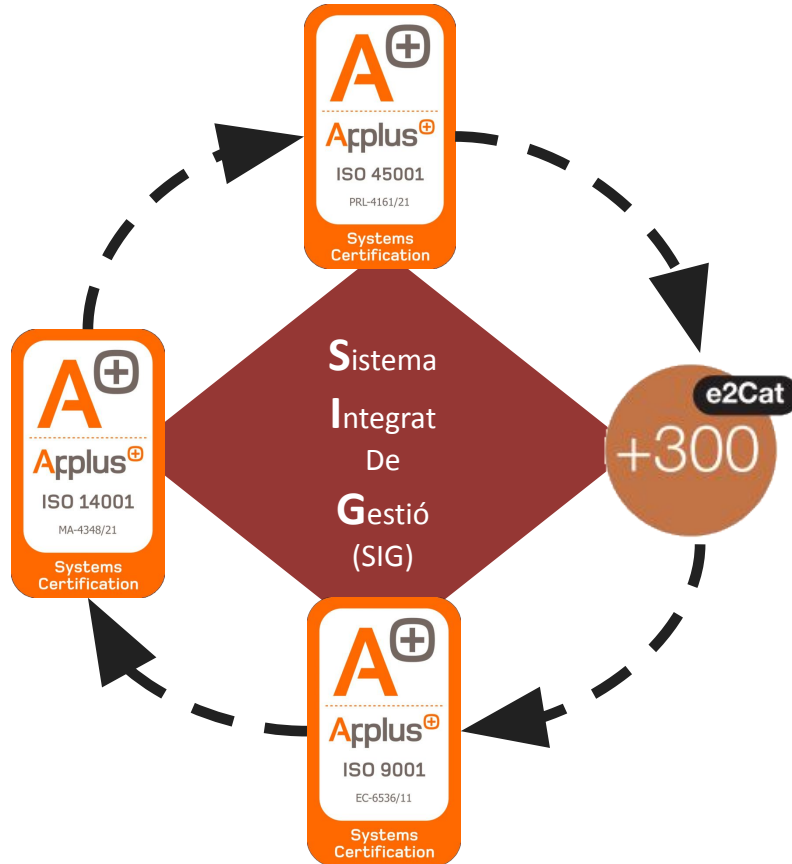 A+
Applus+
ISO 45001
PRL-4161/21
Systems
Certification
A+
Applus+
ISO 14001
MA-4348/21
Systems
Certification
Sistema
Integrat
De
Gestió
(SIG)
e2Cat
+300
A+
Applus+
ISO 9001
EC-6536/11
Systems
Certification